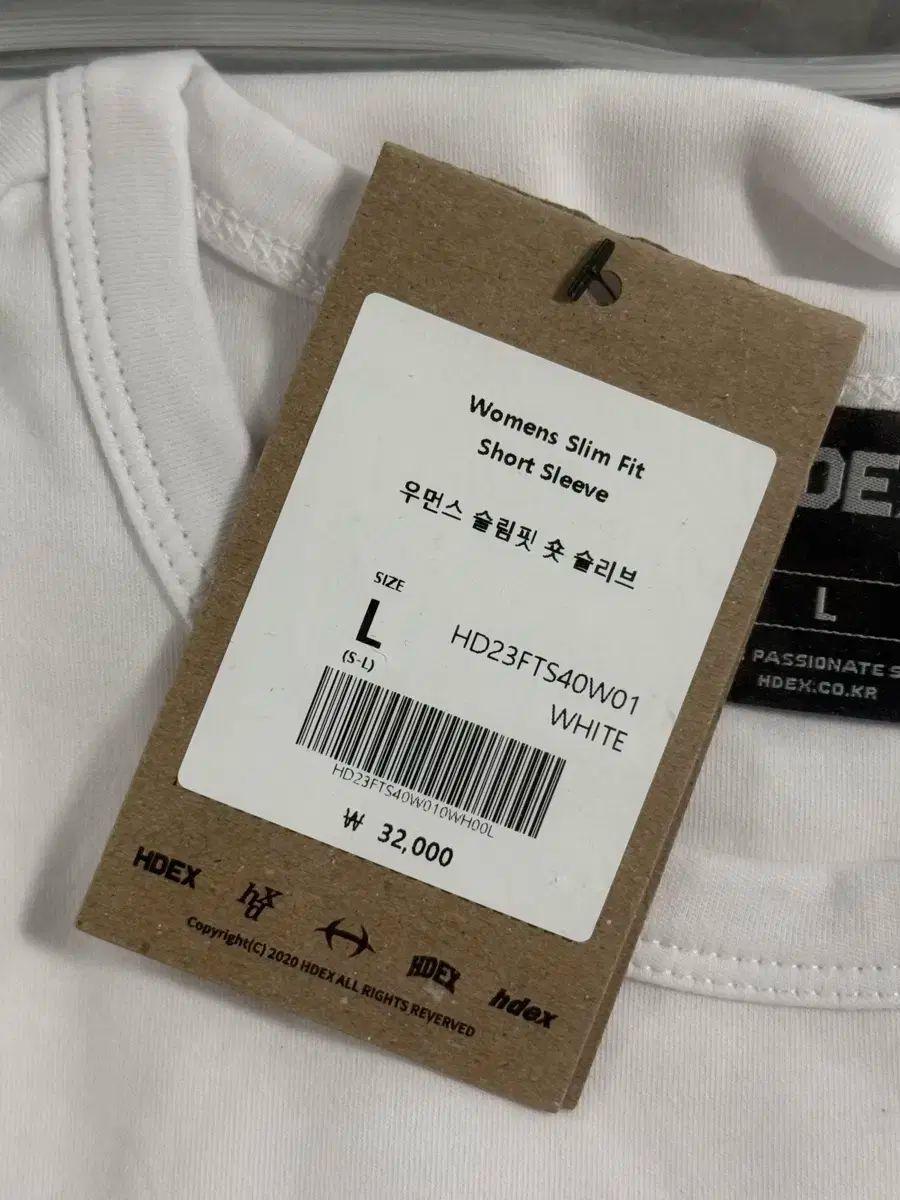 Womens Slim Fit
Short Sleeve
우먼스 슬림핏 숏 슬리브
SIZE
L
(S-L)
HD23FTS40W01
WHITE
HD23FTS40W010WH00L
₩ 32,000
HDEX
hxd
HDEX
hdex
Copyright(C) 2020 HDEX ALL RIGHTS REVERVED
L
PASSIONATE
HDEX.CO.KR